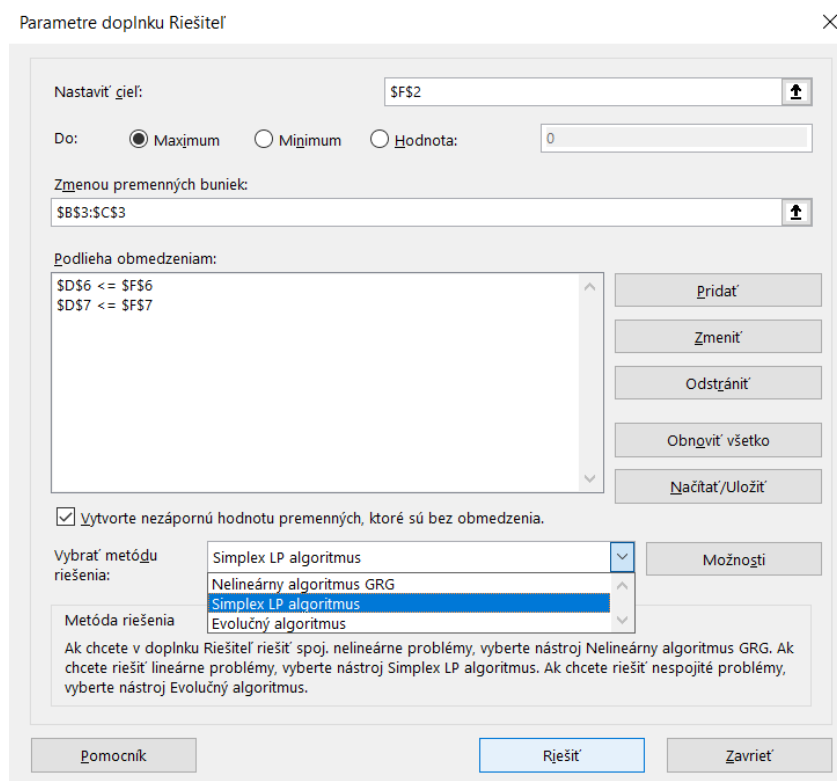 Parametre doplnku Riešiteľ
Nastaviť cieľ:
$F$2
Do:
Maximum
Minimum
Hodnota:
0
Zmenou premenných buniek:
$B$3:$C$3
Podlieha obmedzeniam:
$D$6 <= $F$6
$D$7 <= $F$7
Pridať
Zmeniť
Odstrániť
Obnoviť všetko
Načítať/Uložiť
Vytvorte nezápornú hodnotu premenných, ktoré sú bez obmedzenia.
Vybrať metódu
riešenia:
Simplex LP algoritmus
Možnosti
Nelineárny algoritmus GRG
Simplex LP algoritmus
Evolučný algoritmus
Metóda riešenia
Ak chcete v doplnku Riešiteľ riešiť spoj. nelineárne problémy, vyberte nástroj Nelineárny algoritmus GRG. Ak
chcete riešiť lineárne problémy, vyberte nástroj Simplex LP algoritmus. Ak chcete riešiť nespojité problémy,
vyberte nástroj Evolučný algoritmus.
Pomocník
Riešiť
Zavrieť